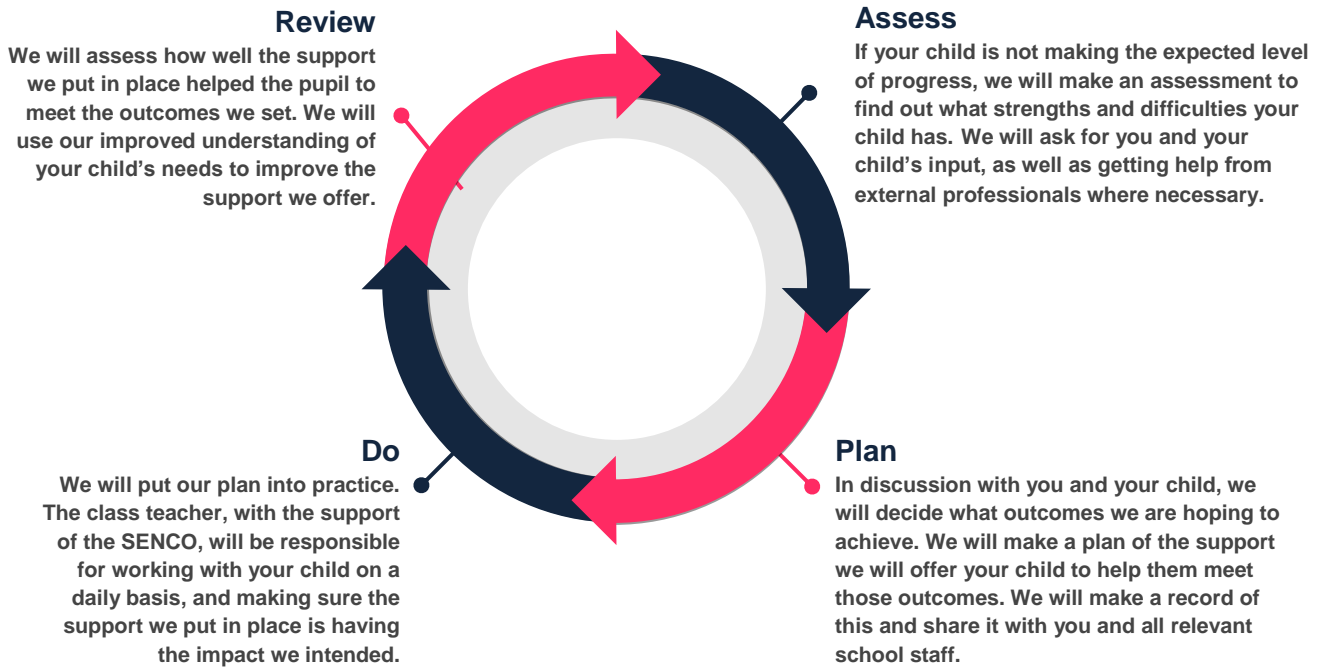 Review
We will assess how well the support
we put in place helped the pupil to
meet the outcomes we set. We will
use our improved understanding of
your child’s needs to improve the
support we offer.
Assess
If your child is not making the expected level
of progress, we will make an assessment to
find out what strengths and difficulties your
child has. We will ask for you and your
child’s input, as well as getting help from
external professionals where necessary.
Do
We will put our plan into practice.
The class teacher, with the support
of the SENCO, will be responsible
for working with your child on a
daily basis, and making sure the
support we put in place is having
the impact we intended.
Plan
In discussion with you and your child, we
will decide what outcomes we are hoping to
achieve. We will make a plan of the support
we will offer your child to help them meet
those outcomes. We will make a record of
this and share it with you and all relevant
school staff.